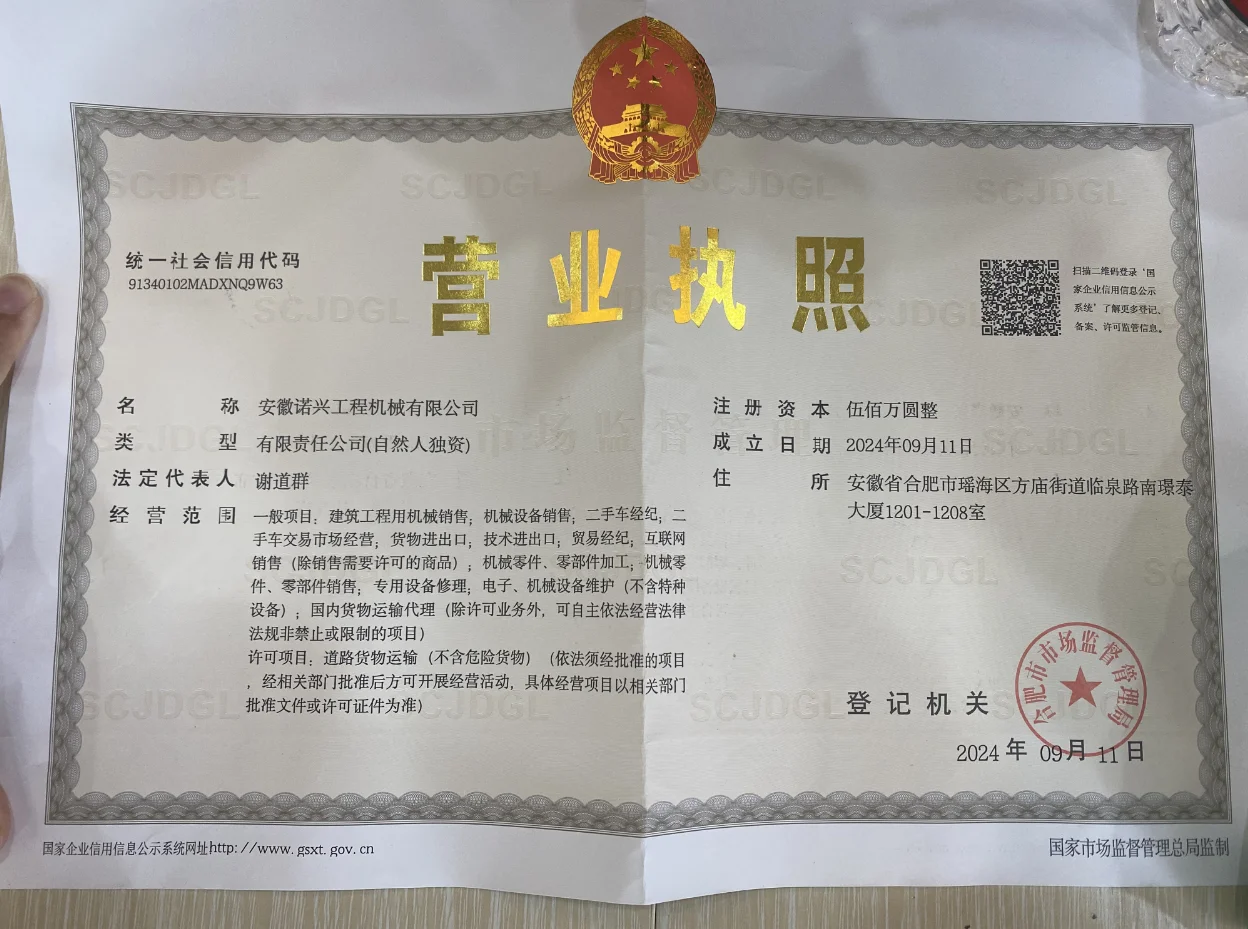 营业执照
统一社会信用代码
91340102MADXNQ9W63
扫描二维码登录‘国
家企业信用信息公示
系统’了解更多登记、
备案、许可监管信息。
名称 安徽诺兴工程机械有限公司
类型 有限责任公司(自然人独资)
法定代表人 谢道群
经营范围 一般项目：建筑工程用机械销售；机械设备销售；二手车经纪；二
手车交易市场经营；货物进出口；技术进出口；贸易经纪；互联网
销售（除销售需要许可的商品）；机械零件、零部件加工；机械零
件、零部件销售；专用设备修理；电子、机械设备维护（不含特种
设备）；国内货物运输代理（除许可业务外，可自主依法经营法律
法规非禁止或限制的项目）
许可项目：道路货物运输（不含危险货物）（依法须经批准的项目
，经相关部门批准后方可开展经营活动，具体经营项目以相关部门
批准文件或许可证件为准）
注册资本 伍佰万圆整
成立日期 2024年09月11日
住所 安徽省合肥市瑶海区方庙街道临泉路南璟泰
大厦1201-1208室
登记机关
合肥市市场监督管理局
2024年09月11日
国家企业信用信息公示系统网址http://www.gsxt.gov.cn
国家市场监督管理总局监制
SCJDGL
市场监督管理